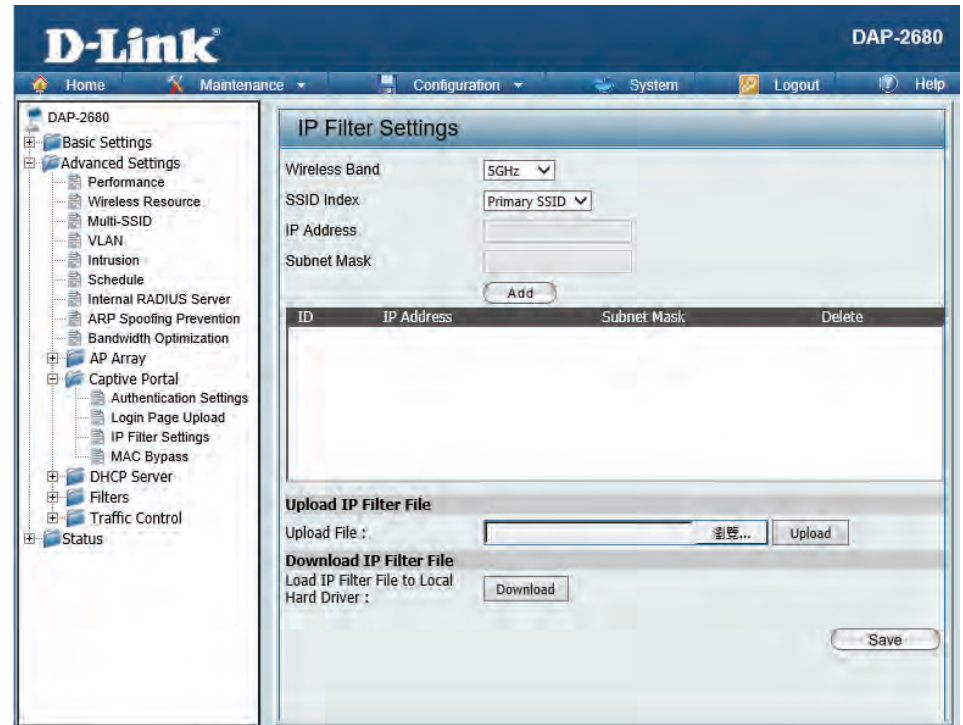 D-Link
DAP-2680
Home Maintenance Configuration System Logout Help
DAP-2680
Basic Settings
Advanced Settings
Performance
Wireless Resource
Multi-SSID
VLAN
Intrusion
Schedule
Internal RADIUS Server
ARP Spoofing Prevention
Bandwidth Optimization
AP Array
Captive Portal
Authentication Settings
Login Page Upload
IP Filter Settings
MAC Bypass
DHCP Server
Filters
Traffic Control
Status
IP Filter Settings
Wireless Band 5GHz
SSID Index Primary SSID
IP Address
Subnet Mask
Add
ID IP Address Subnet Mask Delete
Upload IP Filter File
Upload File : 瀏覽... Upload
Download IP Filter File
Load IP Filter File to Local
Hard Driver : Download
Save